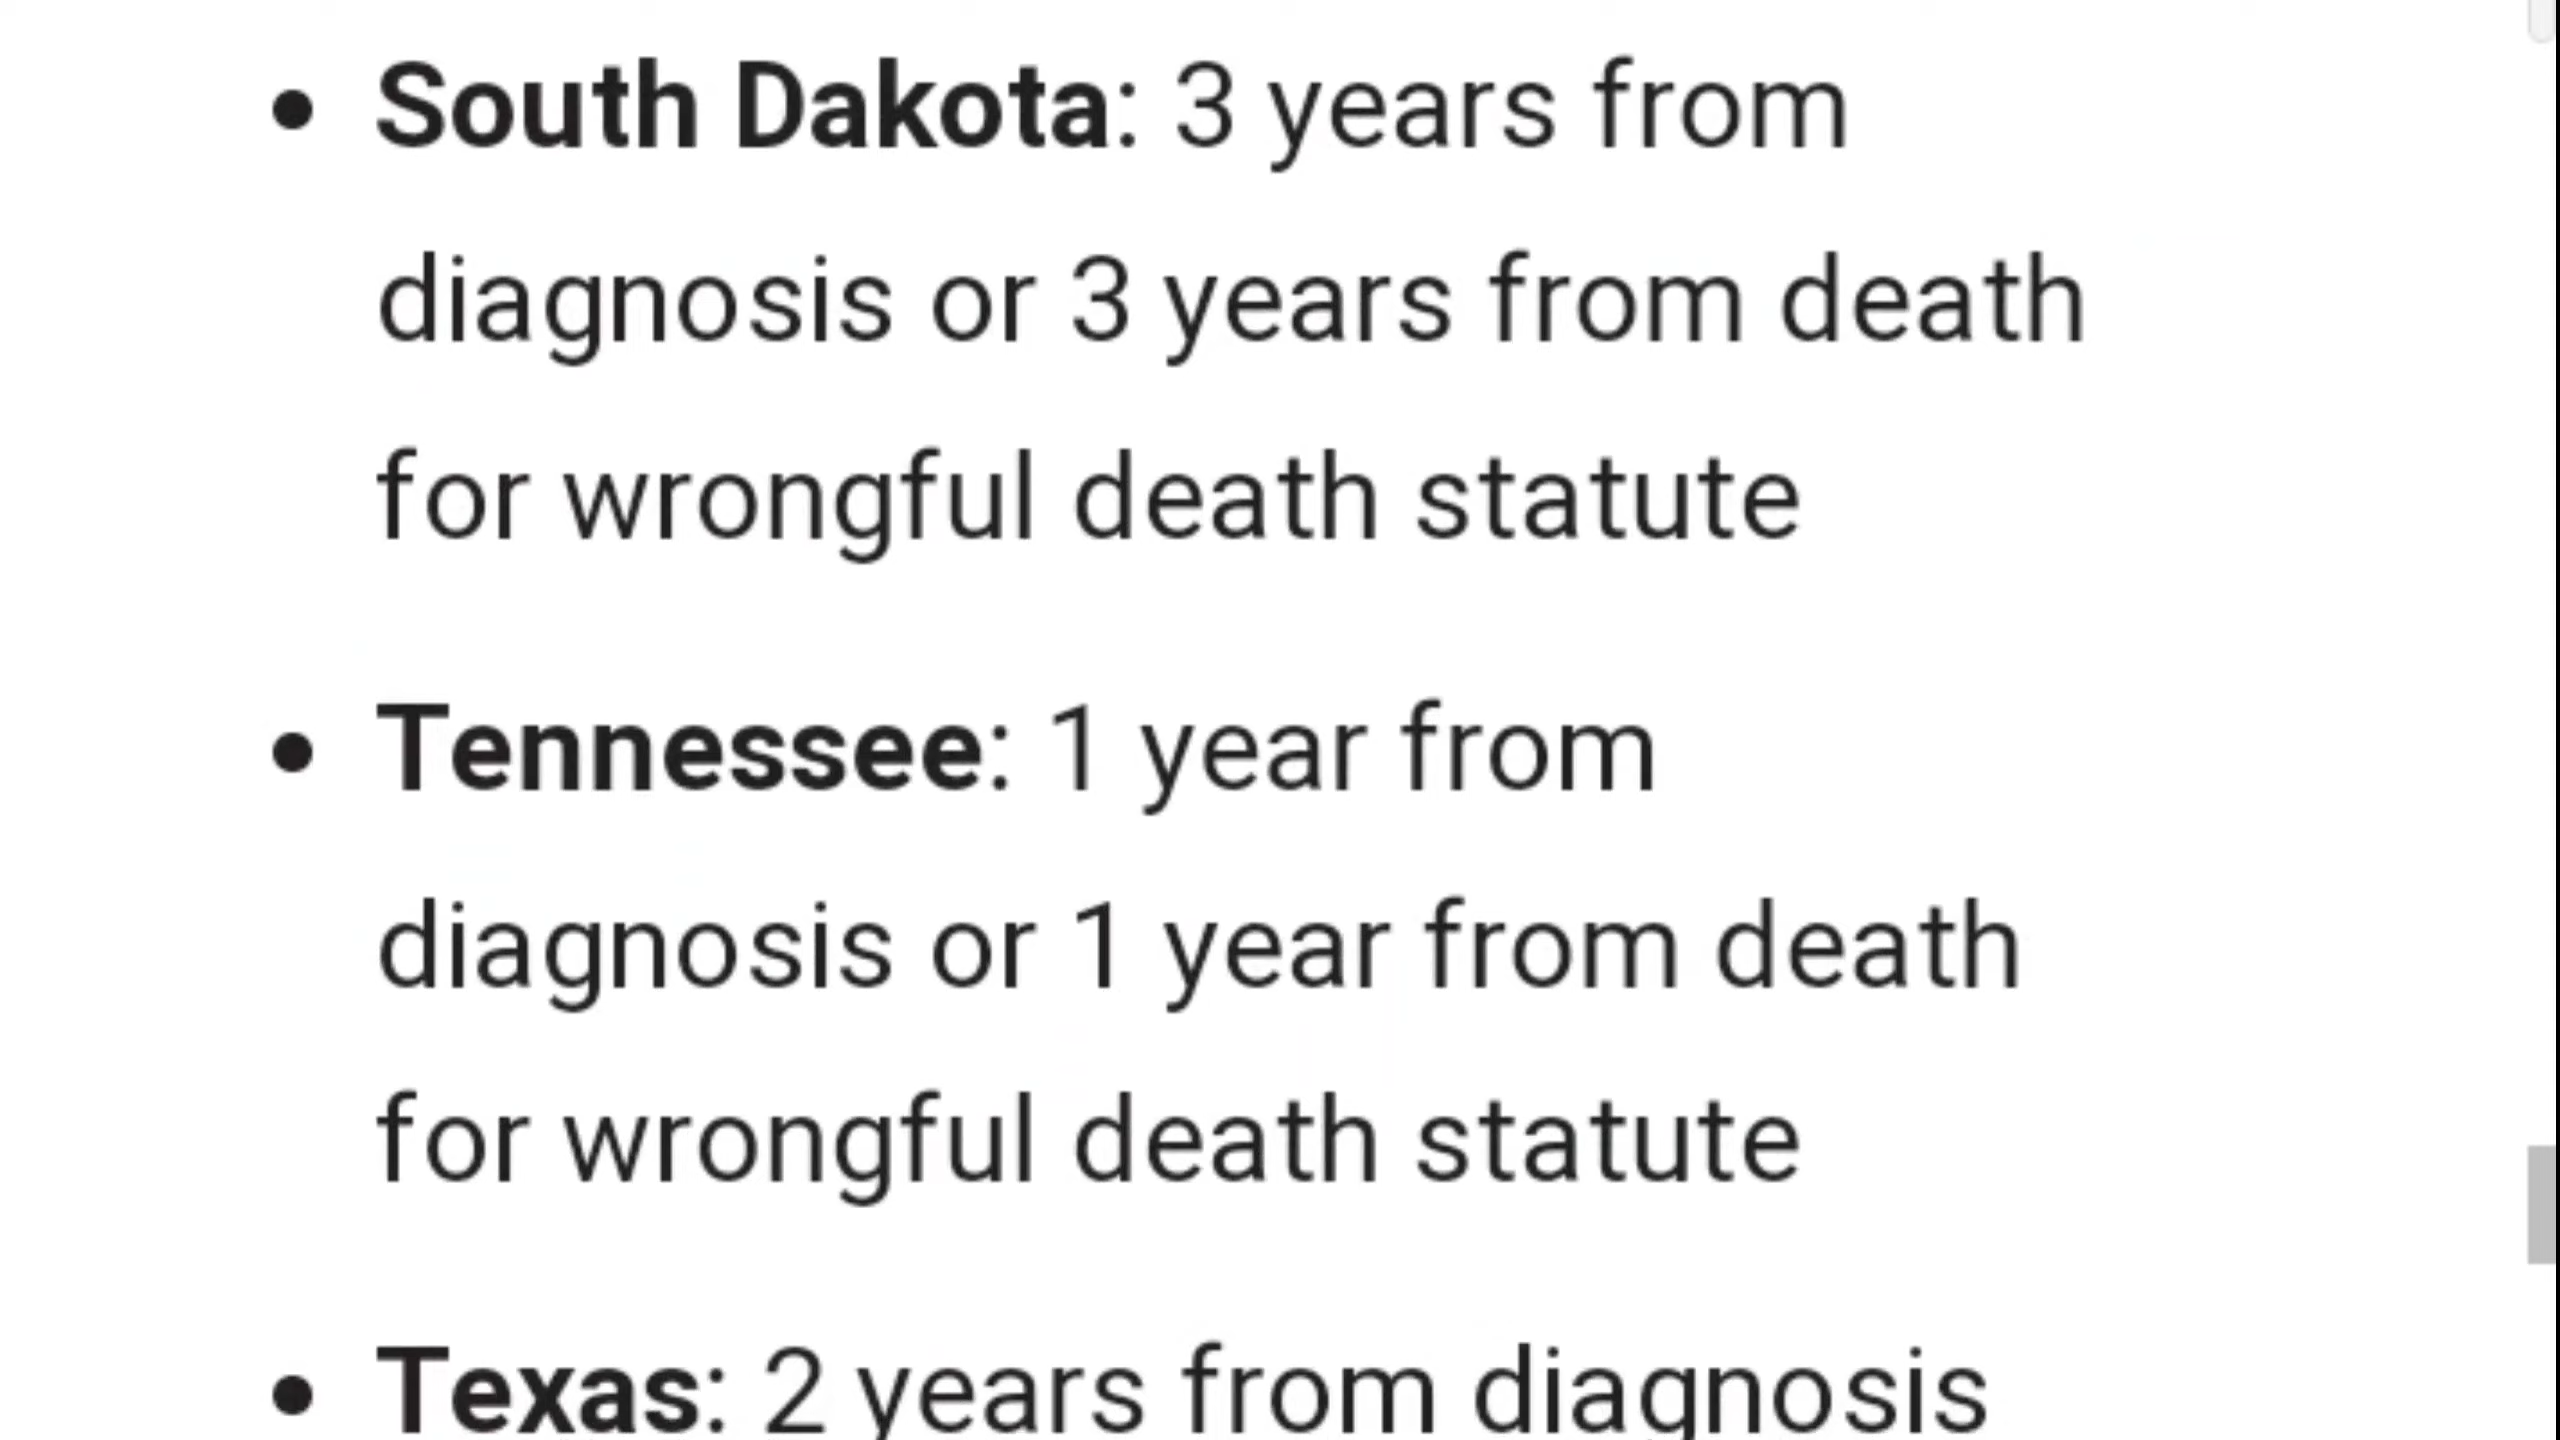 • South Dakota: 3 years from
diagnosis or 3 years from death
for wrongful death statute
• Tennessee: 1 year from
diagnosis or 1 year from death
for wrongful death statute
• Texas: 2 years from diagnosis